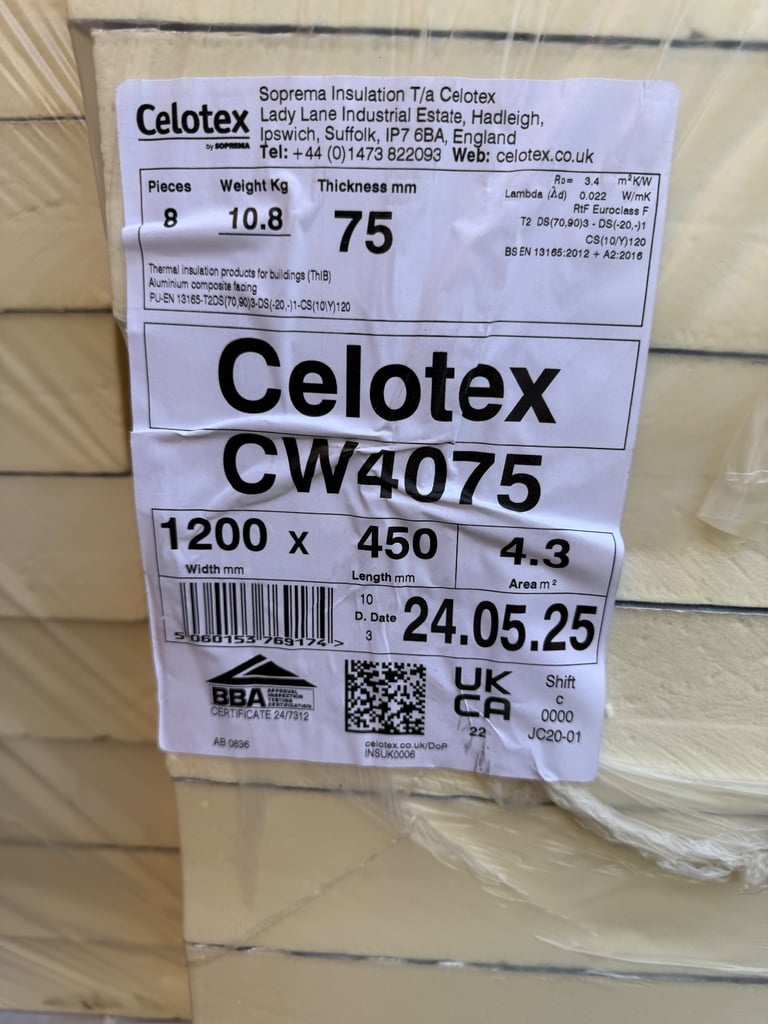 Celotex
by SOPREMA
Soprema Insulation T/a Celotex
Lady Lane Industrial Estate, Hadleigh,
Ipswich, Suffolk, IP7 6BA, England
Tel: +44 (0)1473 822093 Web: celotex.co.uk
Pieces Weight Kg Thickness mm
8 10.8 75
RD= 3.4 m²K/W
Lambda (λd) 0.022 W/mK
RtF Euroclass F
T2 DS(70,90)3 - DS(-20,-)1
CS(10/Y)120
BS EN 13165:2012 + A2:2016
Thermal insulation products for buildings (ThIB)
Aluminium composite facing
PU-EN 13165-T2DS(70,90)3-DS(-20,-)1-CS(10\Y)120
Celotex
CW4075
1200 x 450 4.3
Width mm Length mm Area m²
5 060153 769174 >
10
D. Date 24.05.25
3
BBA APPROVAL
INSPECTION
TESTING
CERTIFICATION
CERTIFICATE 24/7312
AB 0836
celotex.co.uk/DoP
INSUK0006
UK
CA
22
Shift
c
0000
JC20-01